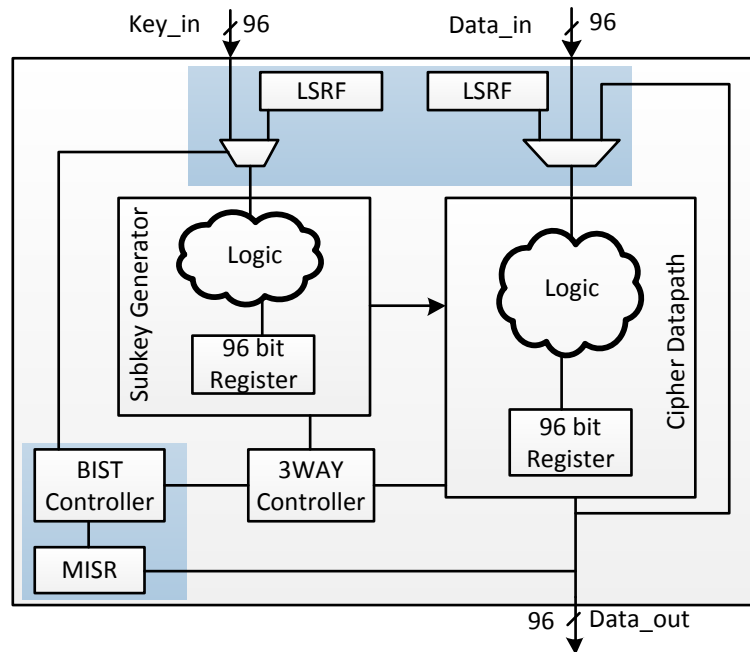 Key_in
96
Data_in
96
LSRF
LSRF
Subkey Generator
Logic
96 bit
Register
Logic
96 bit
Register
Cipher Datapath
BIST
Controller
3WAY
Controller
MISR
96
Data_out